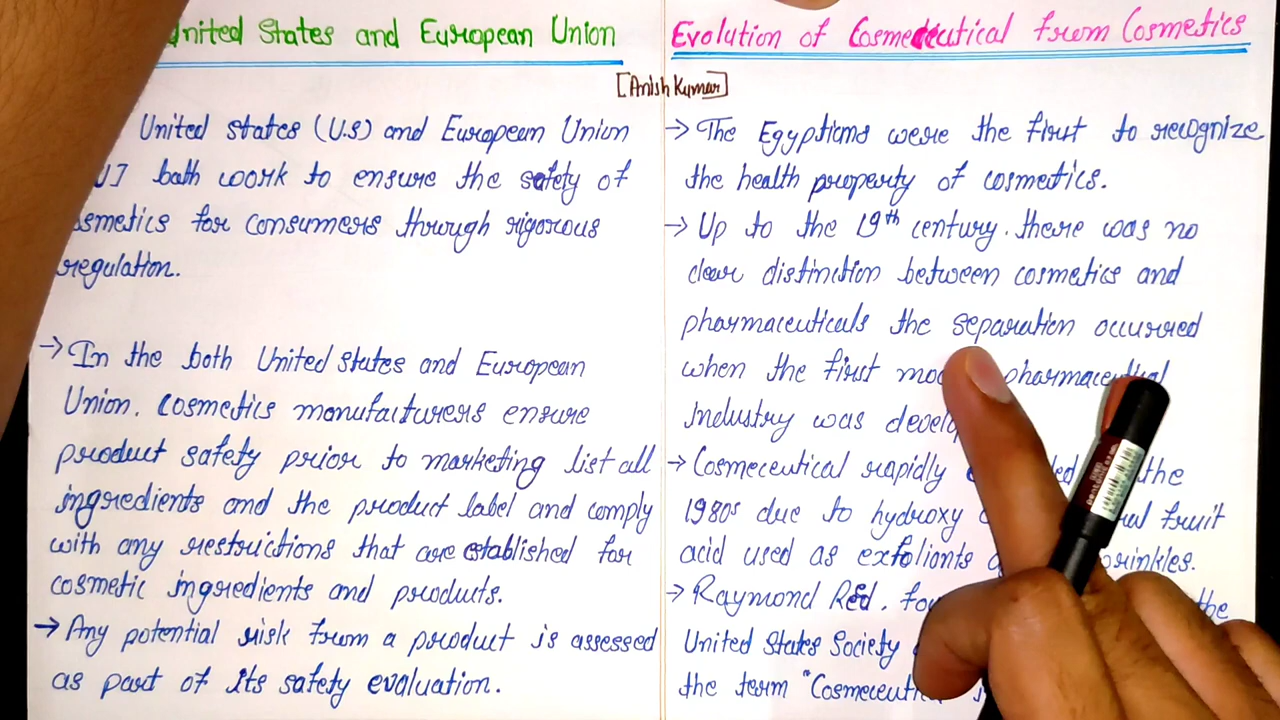 United States and European Union
United states (U.S) and European Union
both work to ensure the safety of
for consumers through rigorous
regulation.
→ In the both United states and European
Union. Cosmetics manufacturers ensure
product safety prior to marketing list all
ingredients and the product label and comply
with any restrictions that are established for
cosmetic ingredients and products.
→ Any potential risk from a product is assessed
as part of its safety evaluation.
[Anish Kumar]
Evolution of Cosmeceutical from Cosmetics
→ The Egyptians were the first to recognize
the health property of cosmetics.
→ Up to the 19th century. there was no
clear distinction between cosmetics and
pharmaceuticals the separation occurred
when the first pharmaceutical
Industry was
→ Cosmeceutical rapidly the
1980s due to hydroxy fruit
acid used as exfolients
→ Raymond Reed. the
United States Society
the term "